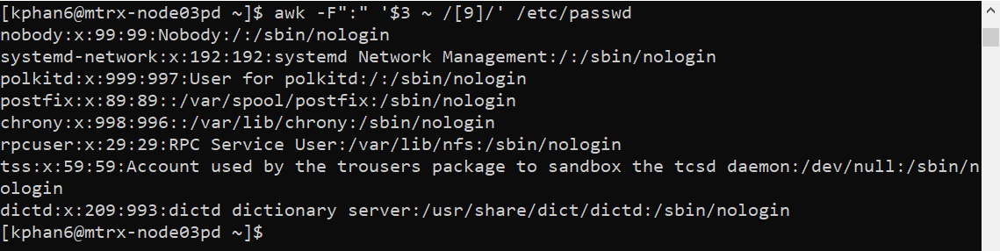 [kphan6@mtrx-node03pd ~]$ awk -F":" '$3 ~ /[9]/' /etc/passwd
nobody:x:99:99:Nobody:/:/sbin/nologin
systemd-network:x:192:192:systemd Network Management:/:/sbin/nologin
polkitd:x:999:997:User for polkitd:/:/sbin/nologin
postfix:x:89:89::/var/spool/postfix:/sbin/nologin
chrony:x:998:996::/var/lib/chrony:/sbin/nologin
rpcuser:x:29:29:RPC Service User:/var/lib/nfs:/sbin/nologin
tss:x:59:59:Account used by the trousers package to sandbox the tcsd daemon:/dev/null:/sbin/n
ologin
dictd:x:209:993:dictd dictionary server:/usr/share/dict/dictd:/sbin/nologin
[kphan6@mtrx-node03pd ~]$